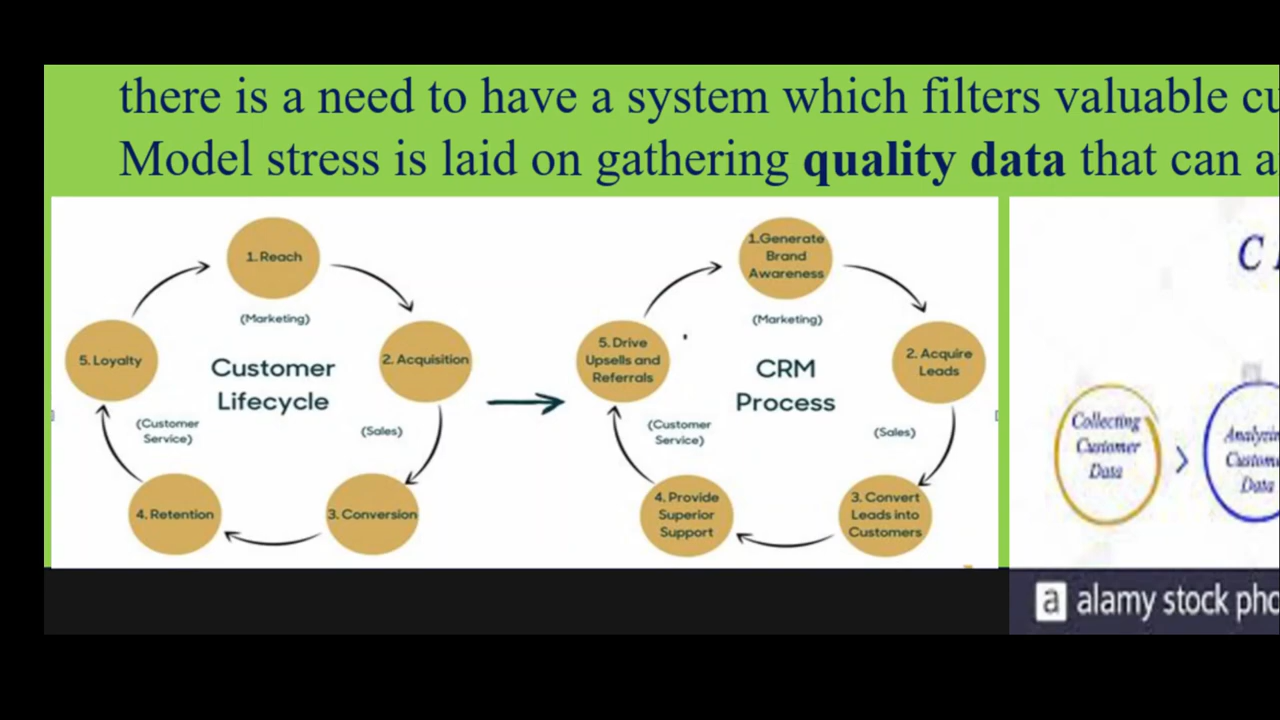 there is a need to have a system which filters valuable
Model stress is laid on gathering quality data that can
1. Reach
(Marketing)
2. Acquisition
(Sales)
3. Conversion
4. Retention
(Customer
Service)
5. Loyalty
Customer
Lifecycle
1.Generate
Brand
Awareness
(Marketing)
2. Acquire
Leads
(Sales)
3. Convert
Leads into
Customers
4. Provide
Superior
Support
(Customer
Service)
5. Drive
Upsells and
Referrals
CRM
Process
C
Collecting
Customer
Data
>
Data
a alamy stock